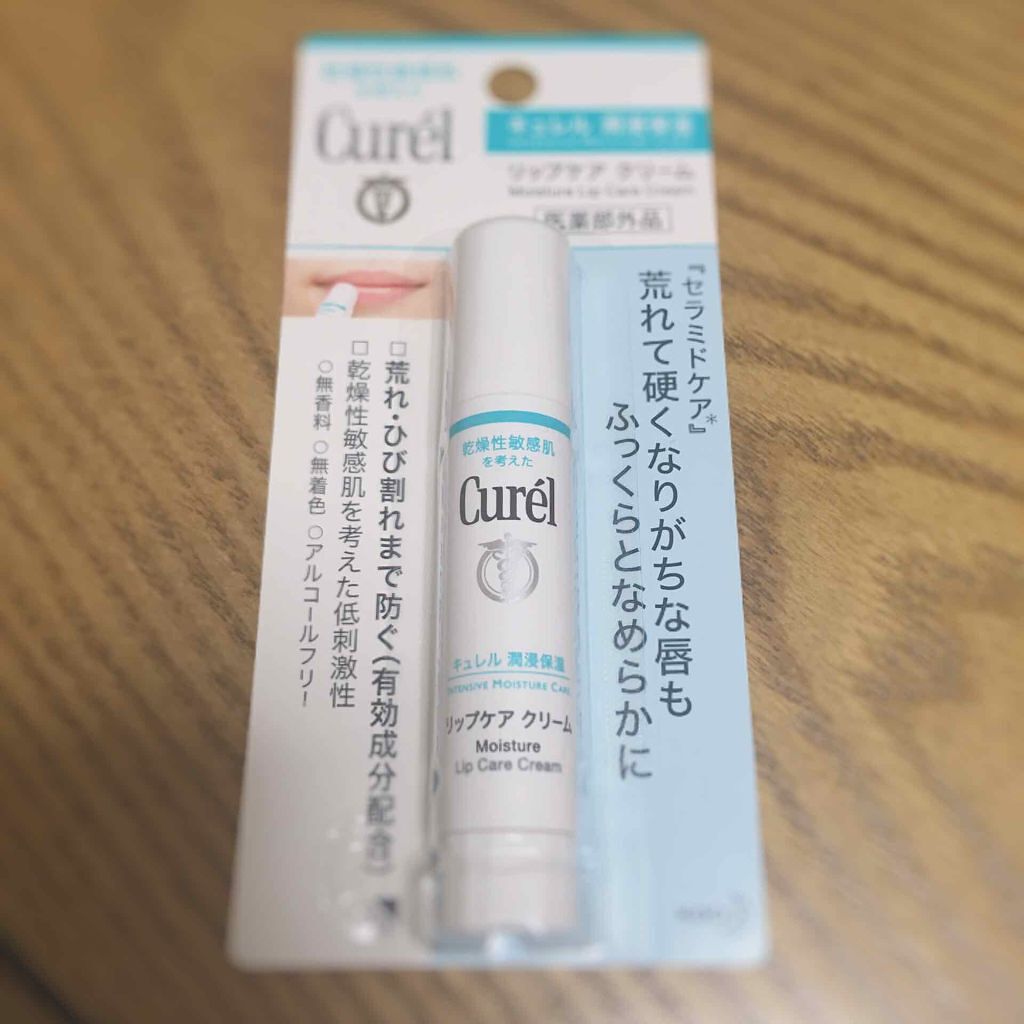 Curél
キュレル 潤浸保湿
リップケア クリーム
Moisture Lip Care Cream
医薬部外品
『セラミドケア』*
荒れて硬くなりがちな唇も
ふっくらとなめらかに
□ 荒れ・ひび割れまで防ぐ(有効成分配合)
□ 乾燥性敏感肌を考えた低刺激性
○無香料 ○無着色 ○アルコールフリー
乾燥性敏感肌
を考えた
Curél
キュレル 潤浸保湿
INTENSIVE MOISTURE CARE
リップケア クリーム
Moisture
Lip Care Cream